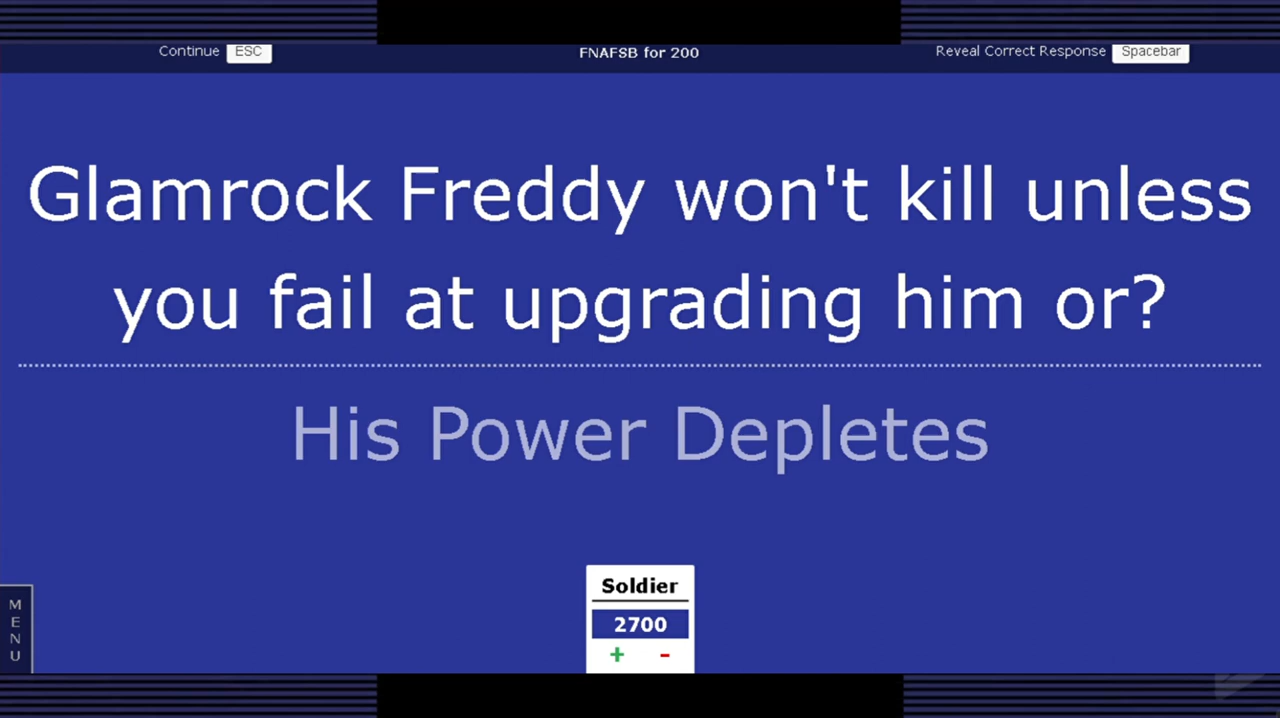 Continue ESC
FNAFSB for 200
Reveal Correct Response Spacebar
Glamrock Freddy won't kill unless
you fail at upgrading him or?
His Power Depletes
Soldier
2700
+ -
MENU